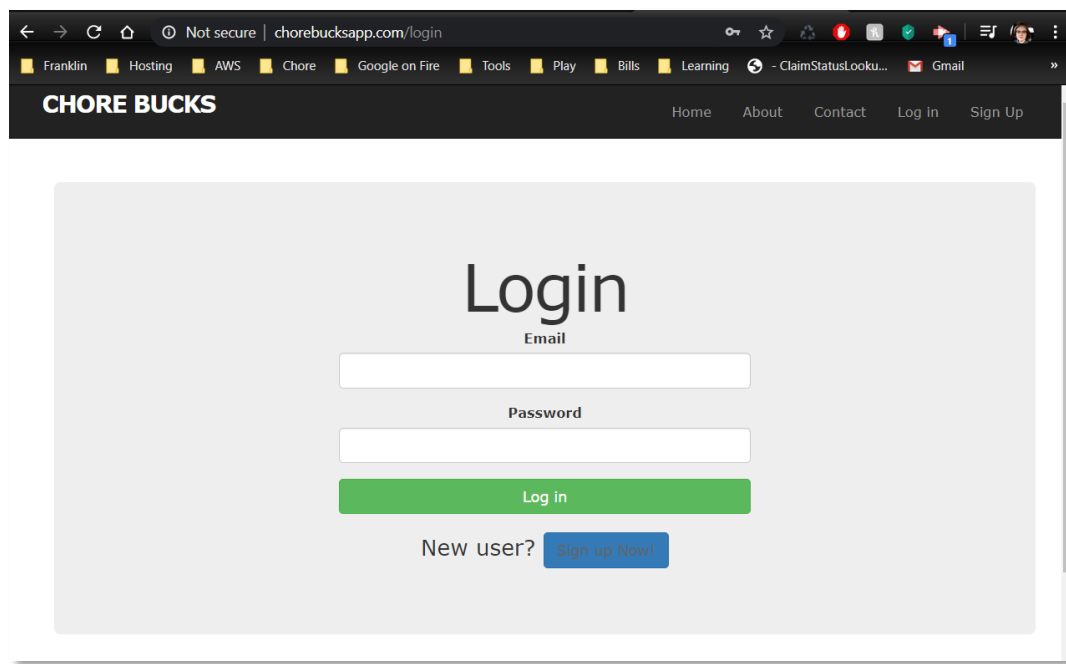 Not secure | chorebucksapp.com/login
Franklin Hosting AWS Chore Google on Fire Tools Play Bills Learning - ClaimStatusLooku... Gmail »
CHORE BUCKS Home About Contact Log in Sign Up
Login
Email
Password
Log in
New user? Sign up Now!